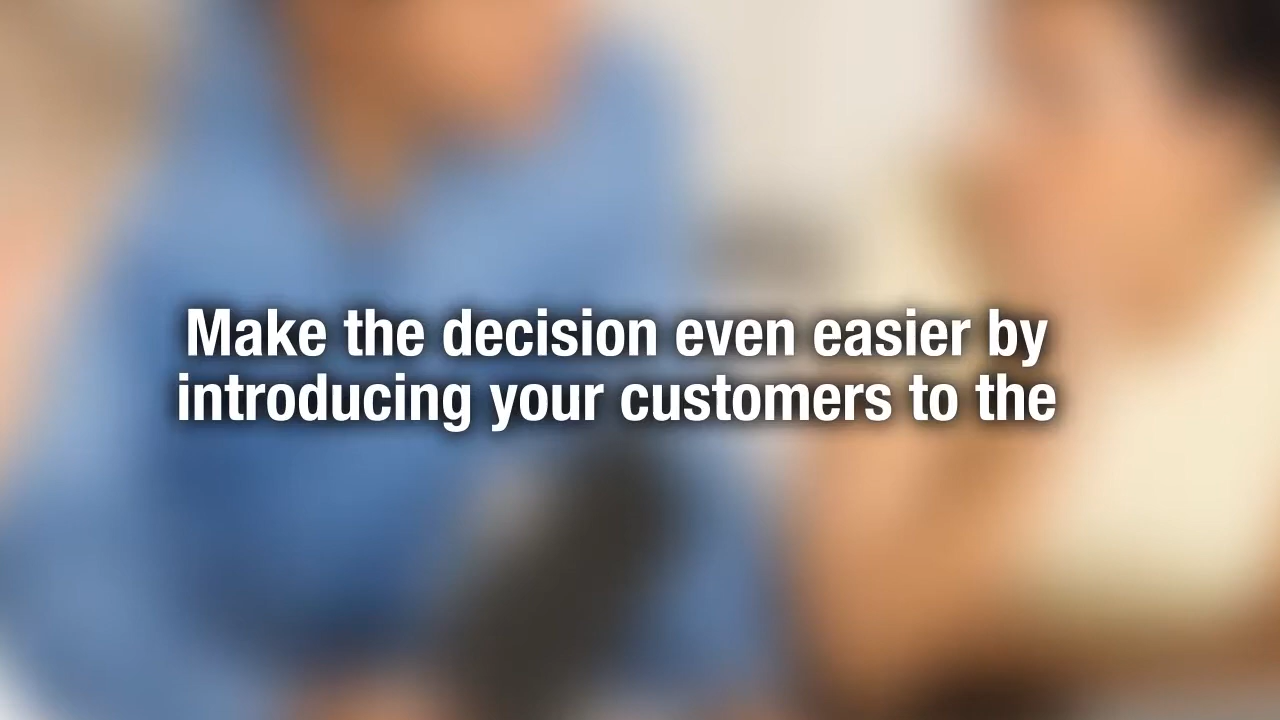 Make the decision even easier by
introducing your customers to the